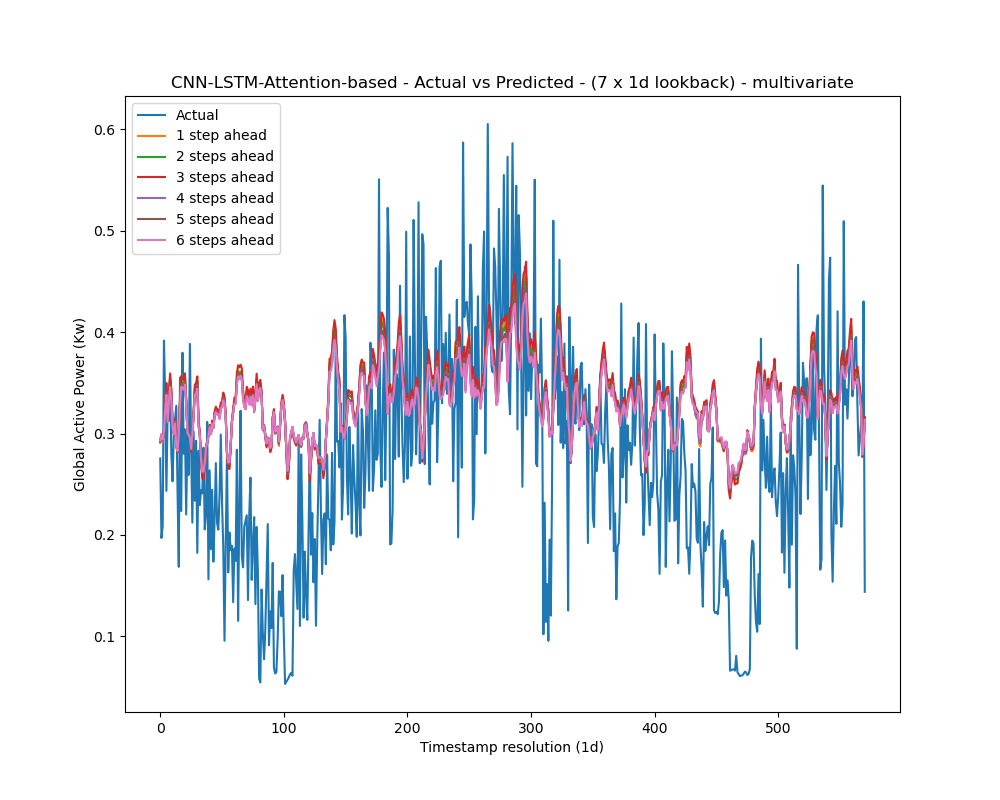 CNN-LSTM-Attention-based - Actual vs Predicted - (7 x 1d lookback) - multivariate
Actual
1 step ahead
2 steps ahead
3 steps ahead
4 steps ahead
5 steps ahead
6 steps ahead
0.6
0.5
0.4
0.3
0.2
0.1
Global Active Power (Kw)
0 100 200 300 400 500
Timestamp resolution (1d)